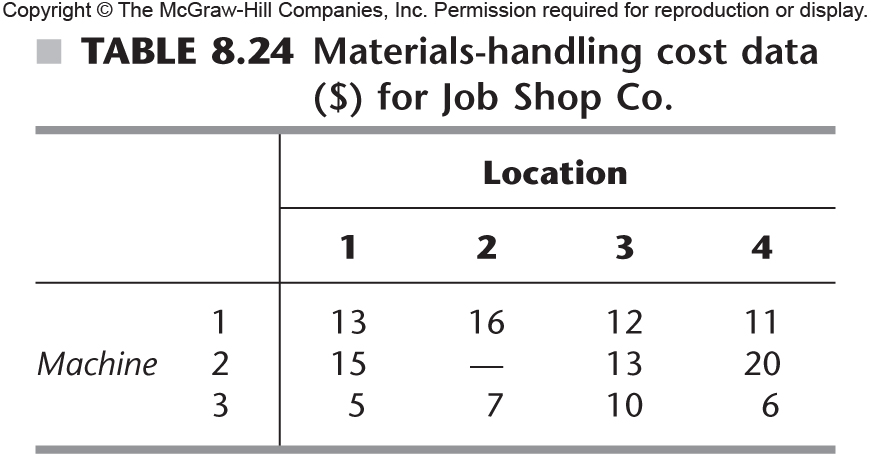 Copyright © The McGraw-Hill Companies, Inc. Permission required for reproduction or display.
TABLE 8.24 Materials-handling cost data
($) for Job Shop Co.
Location
1 2 3 4
1 13 16 12 11
Machine 2 15 — 13 20
3 5 7 10 6